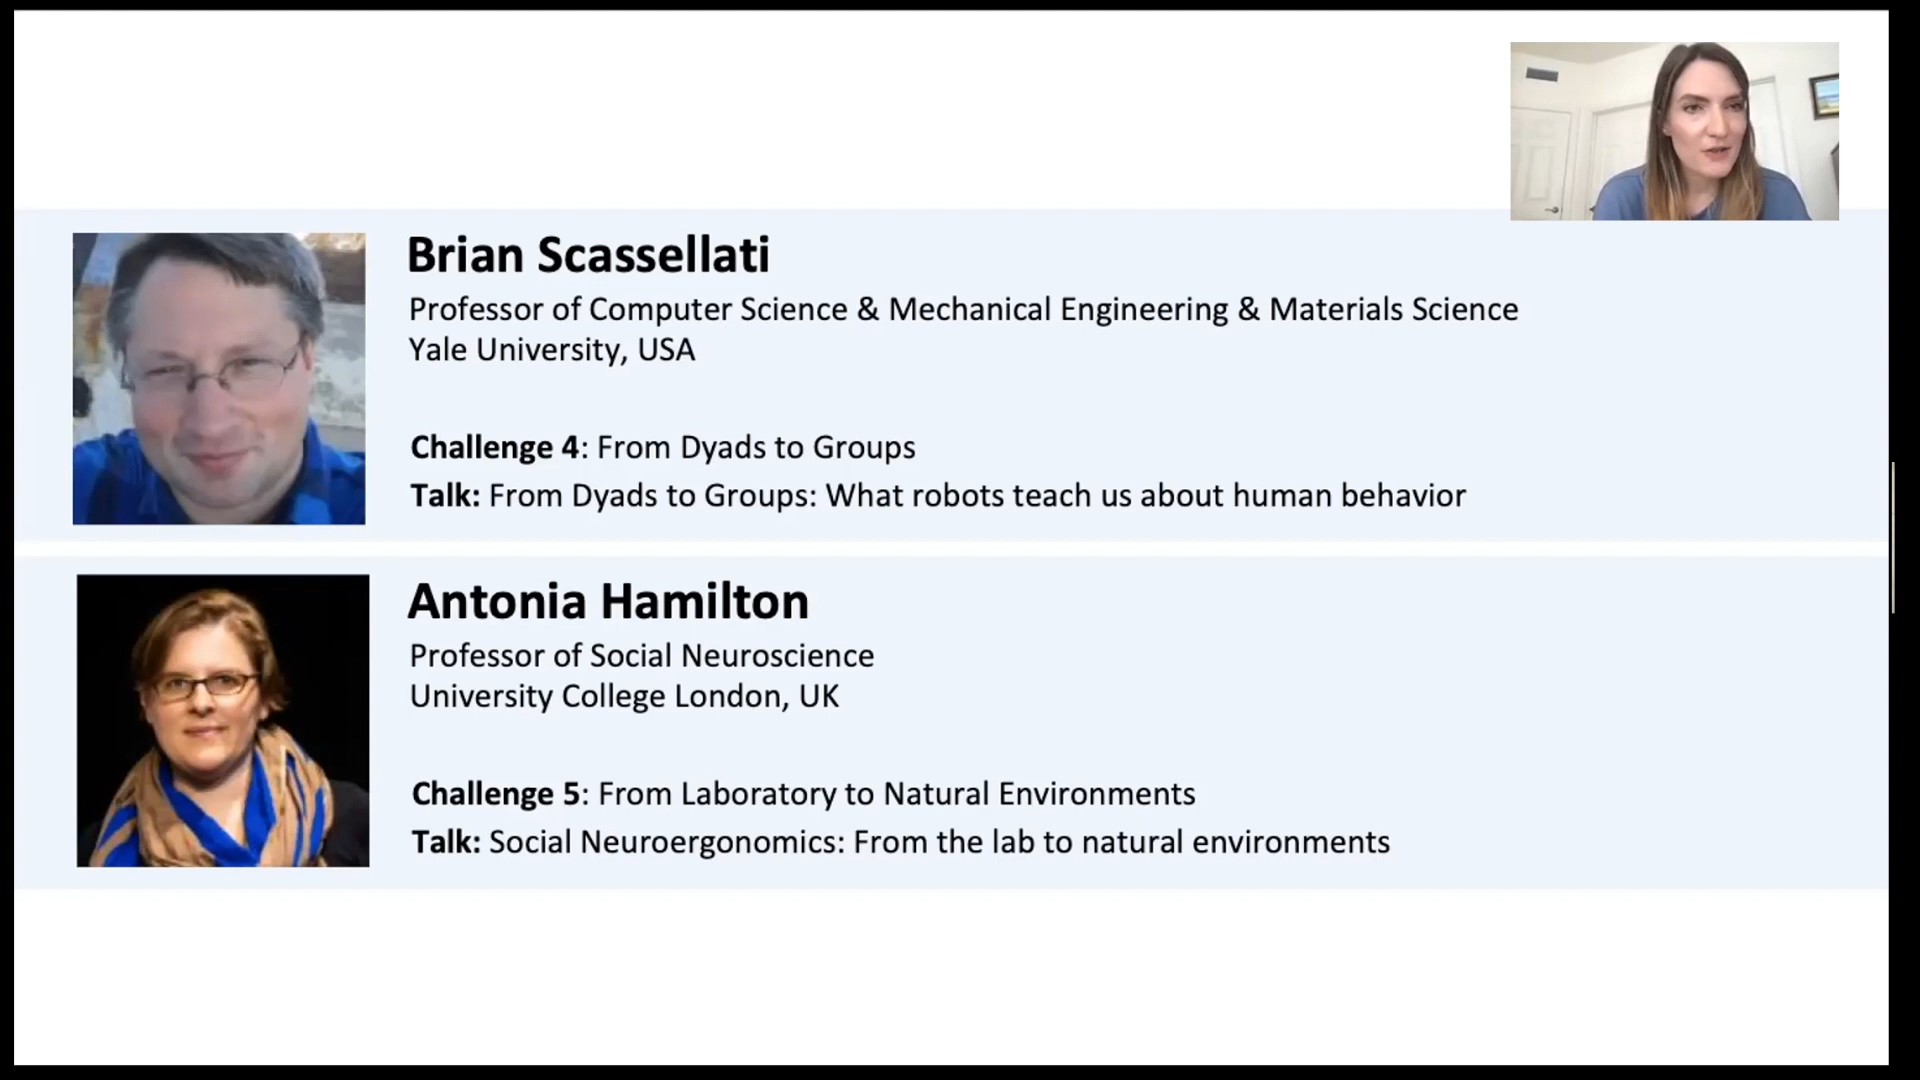 Brian Scassellati
Professor of Computer Science & Mechanical Engineering & Materials Science
Yale University, USA
Challenge 4: From Dyads to Groups
Talk: From Dyads to Groups: What robots teach us about human behavior
Antonia Hamilton
Professor of Social Neuroscience
University College London, UK
Challenge 5: From Laboratory to Natural Environments
Talk: Social Neuroergonomics: From the lab to natural environments